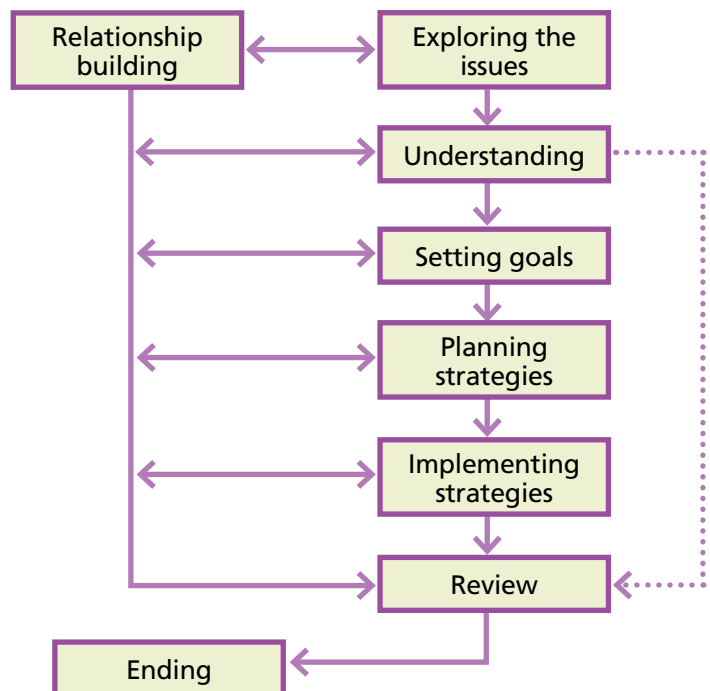 Relationship
building
Exploring the
issues
Understanding
Setting goals
Planning
strategies
Implementing
strategies
Review
Ending